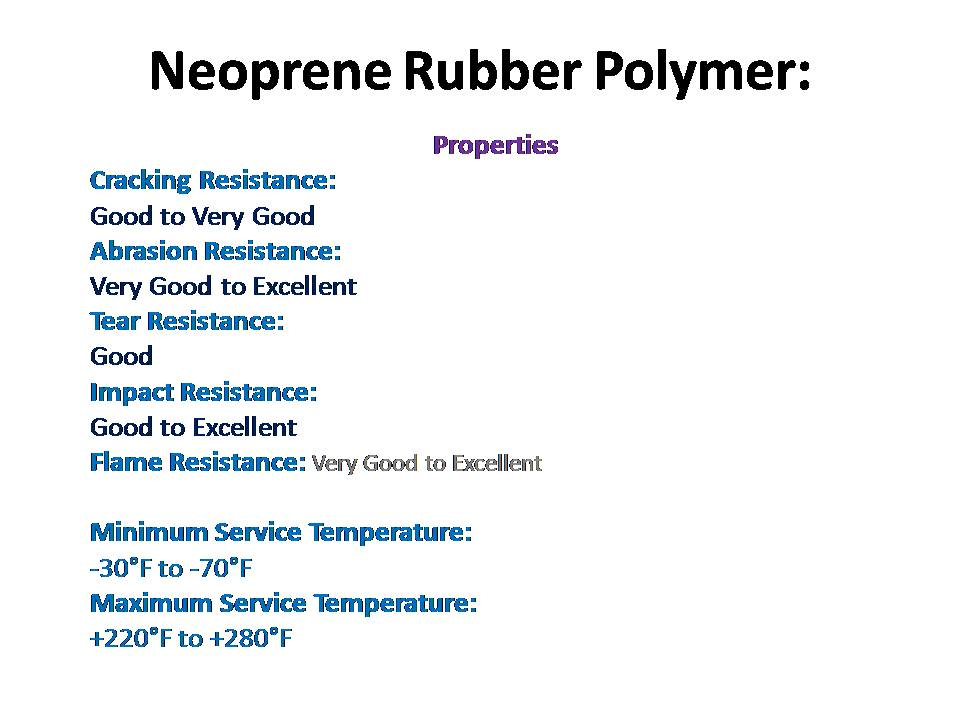 Neoprene Rubber Polymer:
Properties
Cracking Resistance:
Good to Very Good
Abrasion Resistance:
Very Good to Excellent
Tear Resistance:
Good
Impact Resistance:
Good to Excellent
Flame Resistance: Very Good to Excellent
Minimum Service Temperature:
-30°F to -70°F
Maximum Service Temperature:
+220°F to +280°F